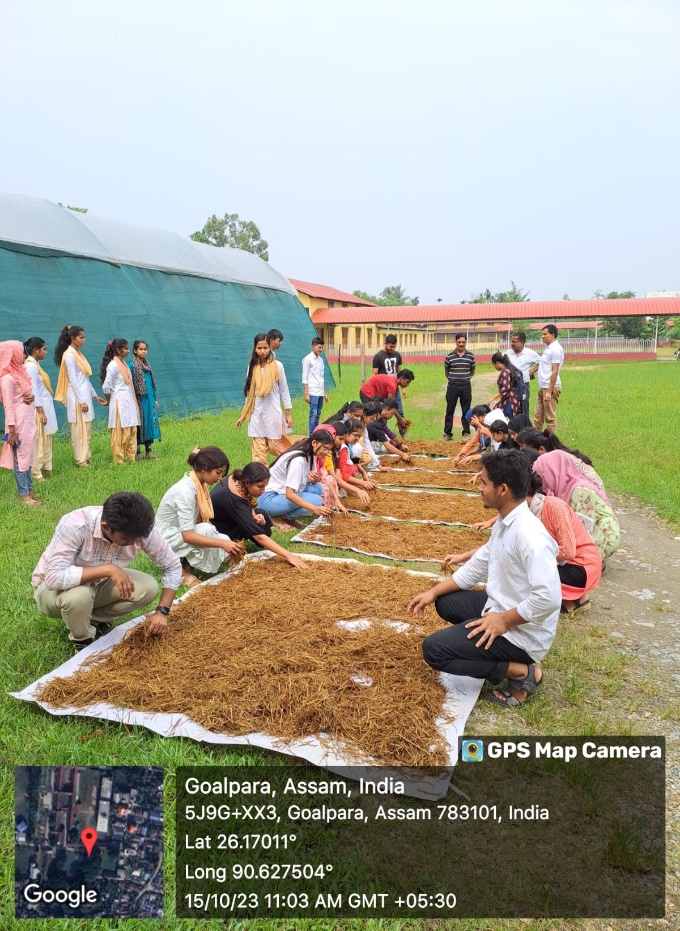 GPS Map Camera
Goalpara, Assam, India
5J9G+XX3, Goalpara, Assam 783101, India
Lat 26.17011°
Long 90.627504°
15/10/23 11:03 AM GMT +05:30
Google